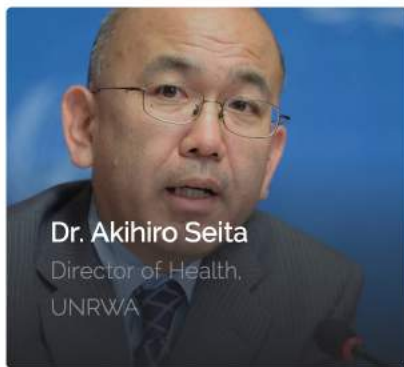 Dr. Akihiro Seita
Director of Health,
UNRWA